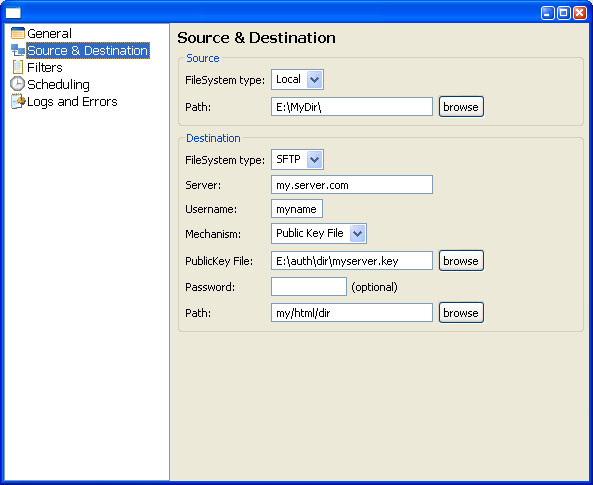 General
Source & Destination
Filters
Scheduling
Logs and Errors
Source & Destination
Source
FileSystem type: Local
Path: E:\MyDir\ browse
Destination
FileSystem type: SFTP
Server: my.server.com
Username: myname
Mechanism: Public Key File
PublicKey File: E:\auth\dir\myserver.key browse
Password: (optional)
Path: my/html/dir browse